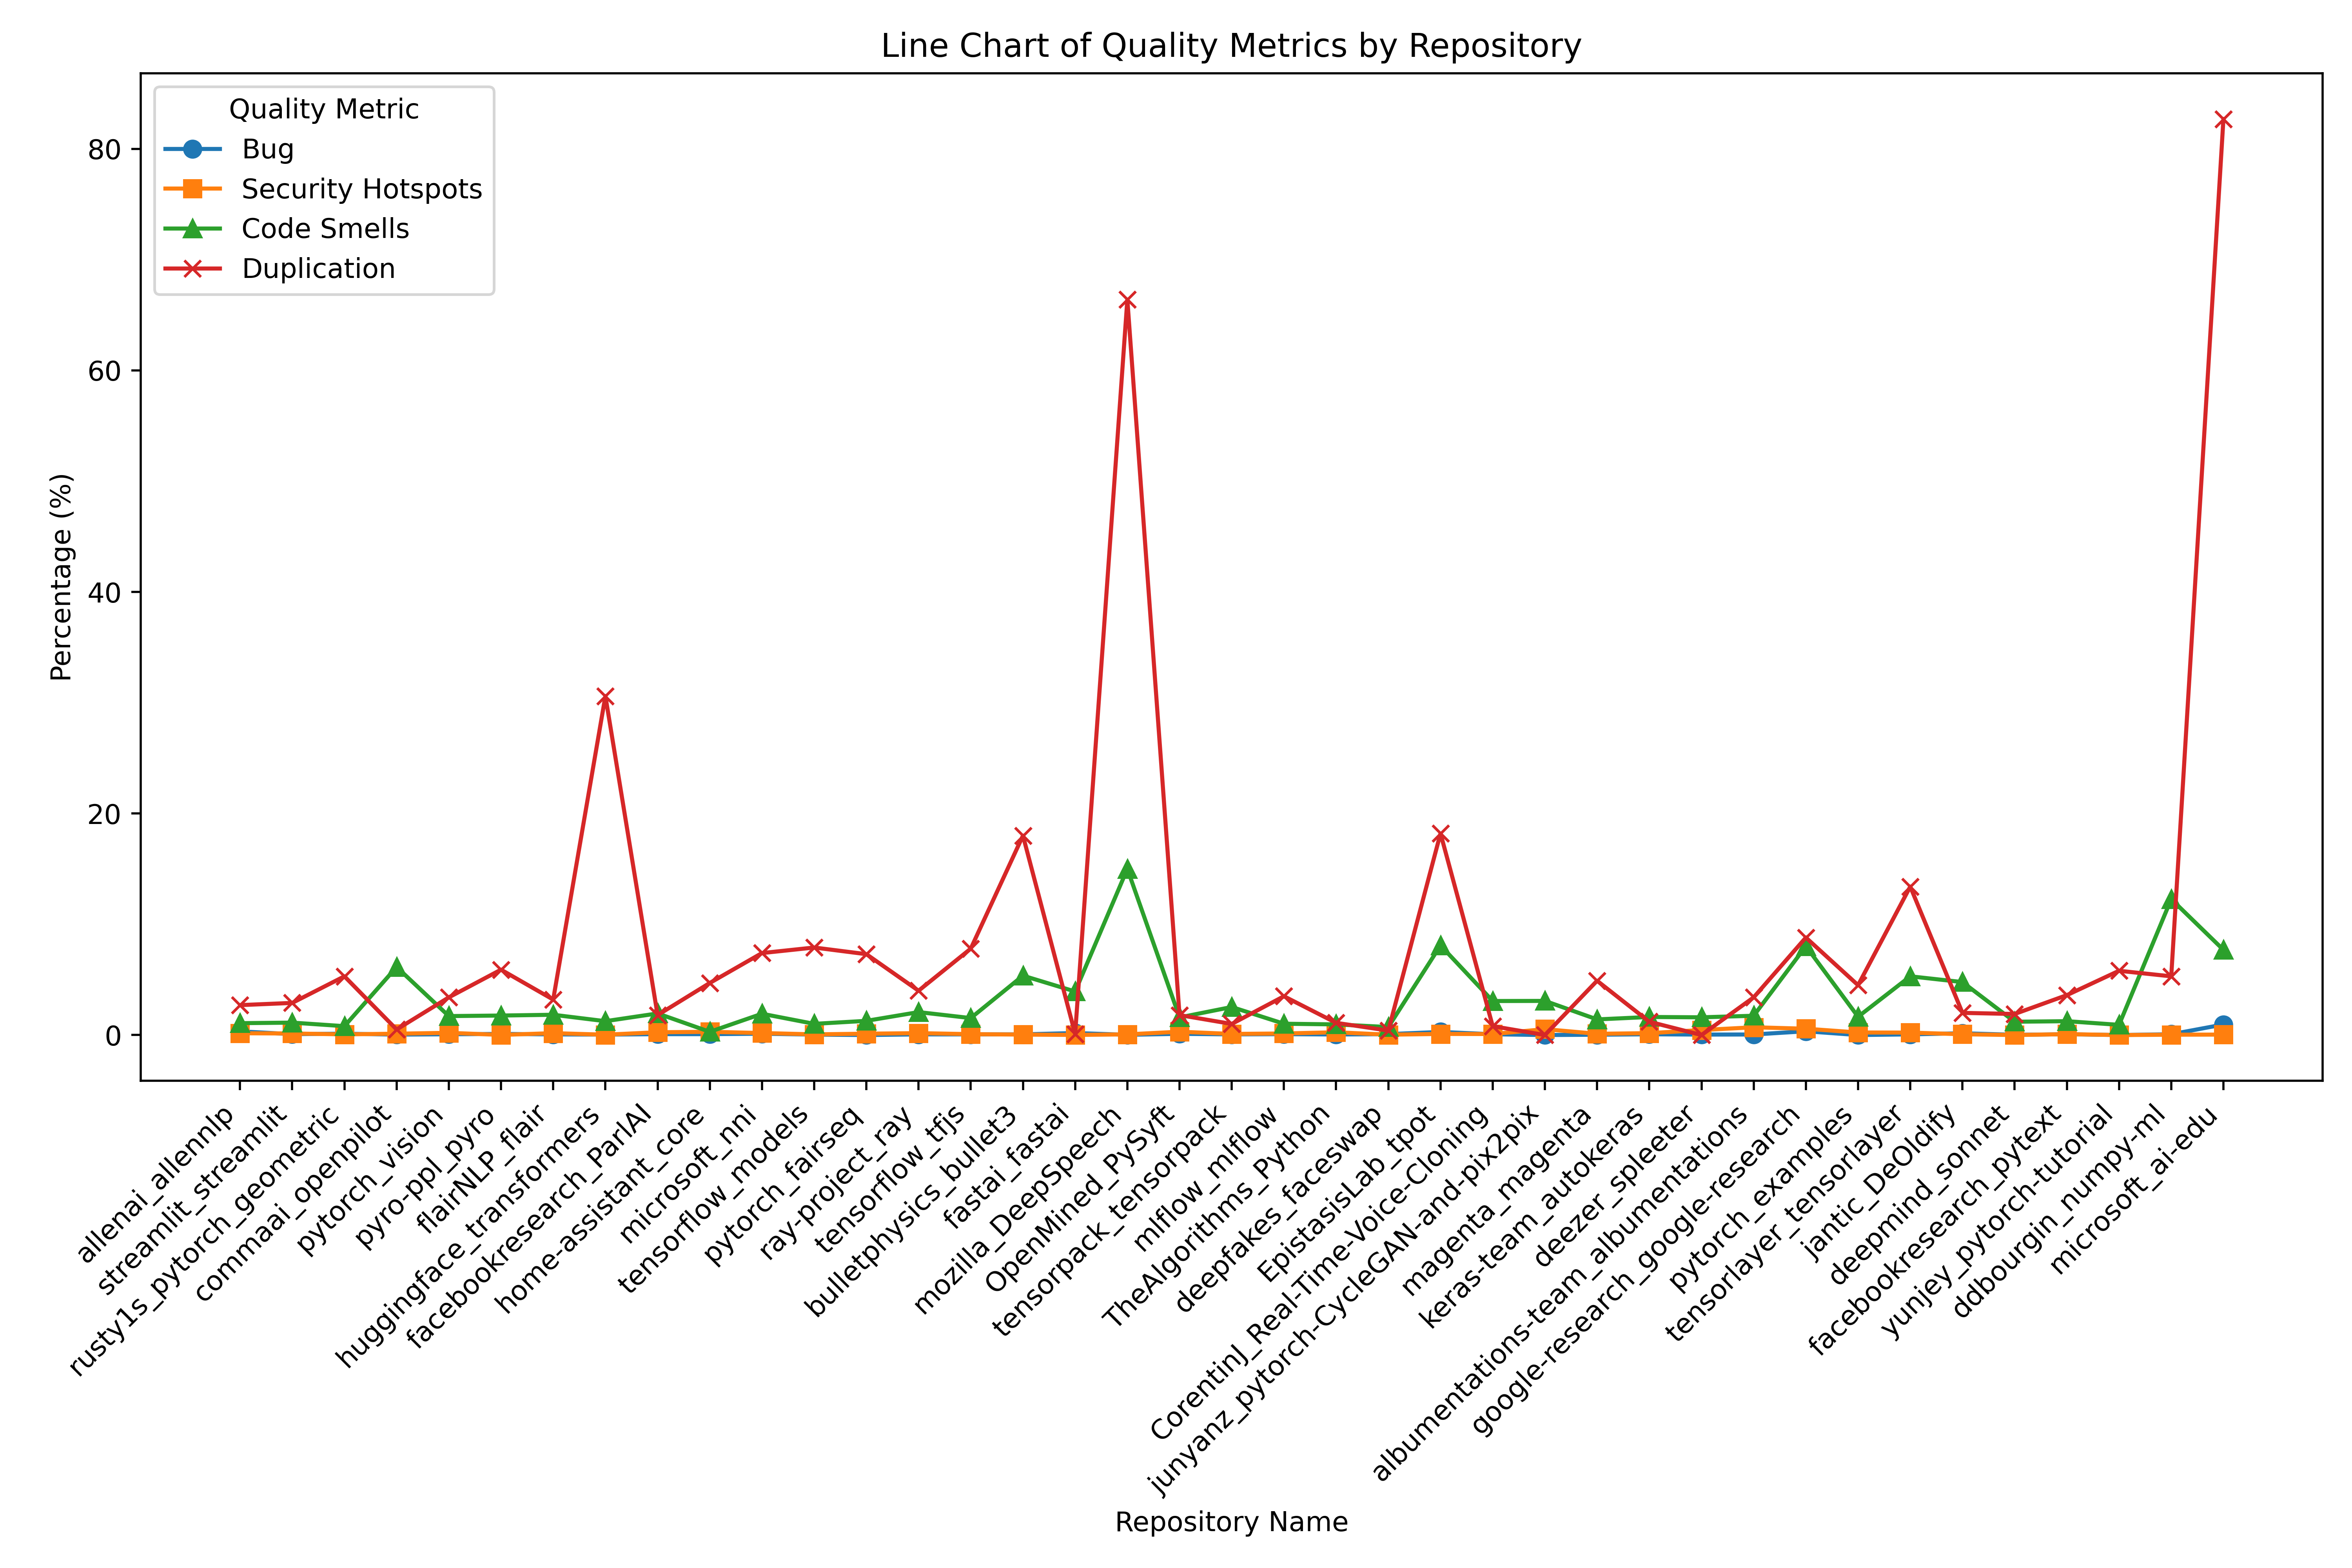 Line Chart of Quality Metrics by Repository
Quality Metric
Bug
Security Hotspots
Code Smells
Duplication
Percentage (%)
80
60
40
20
0
allenai_allennlp
streamlit_streamlit
rusty1s_pytorch_geometric
commaai_openpilot
pytorch_vision
pyro-ppl_pyro
flairNLP_flair
huggingface_transformers
facebookresearch_ParlAI
home-assistant_core
microsoft_nni
tensorflow_models
pytorch_fairseq
ray-project_ray
tensorflow_tfjs
bulletphysics_bullet3
fastai_fastai
mozilla_DeepSpeech
OpenMined_PySyft
tensorpack_tensorpack
mlflow_mlflow
TheAlgorithms_Python
deepfakes_faceswap
EpistasisLab_tpot
CorentinJ_Real-Time-Voice-Cloning
junyanz_pytorch-CycleGAN-and-pix2pix
magenta_magenta
keras-team_autokeras
deezer_spleeter
albumentations-team_albumentations
google-research_google-research
pytorch_examples
tensorlayer_tensorlayer
jantic_DeOldify
deepmind_sonnet
facebookresearch_pytext
yunjey_pytorch-tutorial
ddbourgin_numpy-ml
microsoft_ai-edu
Repository Name